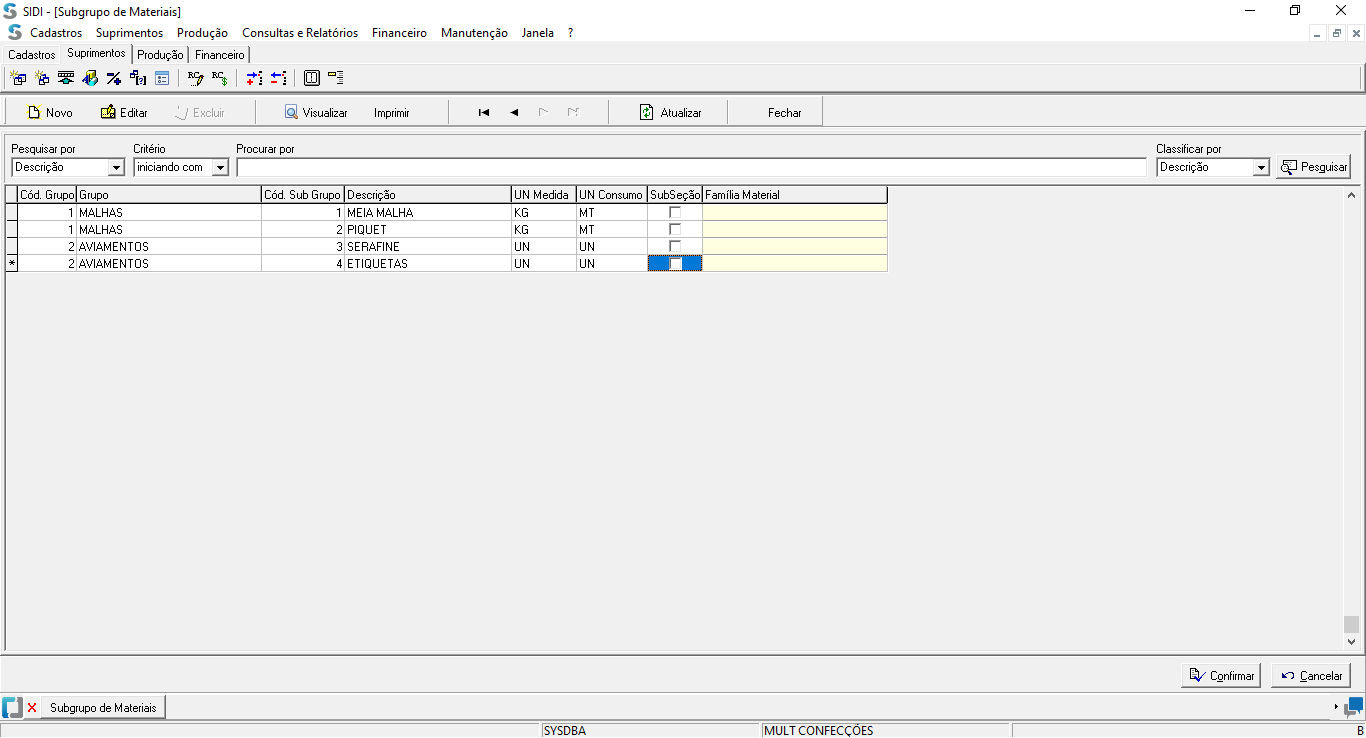 SIDI - [Subgrupo de Materiais]
Cadastros Suprimentos Produção Consultas e Relatórios Financeiro Manutenção Janela ?
Cadastros Suprimentos Produção Financeiro
Novo Editar Excluir Visualizar Imprimir Atualizar Fechar
Pesquisar por Critério Procurar por Classificar por
Descrição iniciando com Descrição Pesquisar
Cód. Grupo Grupo Cód. Sub Grupo Descrição UN Medida UN Consumo SubSeção Família Material
1 MALHAS 1 MEIA MALHA KG MT
1 MALHAS 2 PIQUET KG MT
2 AVIAMENTOS 3 SERAFINE UN UN
* 2 AVIAMENTOS 4 ETIQUETAS UN UN
Confirmar Cancelar
Subgrupo de Materiais
SYSDBA MULT CONFECÇÕES B